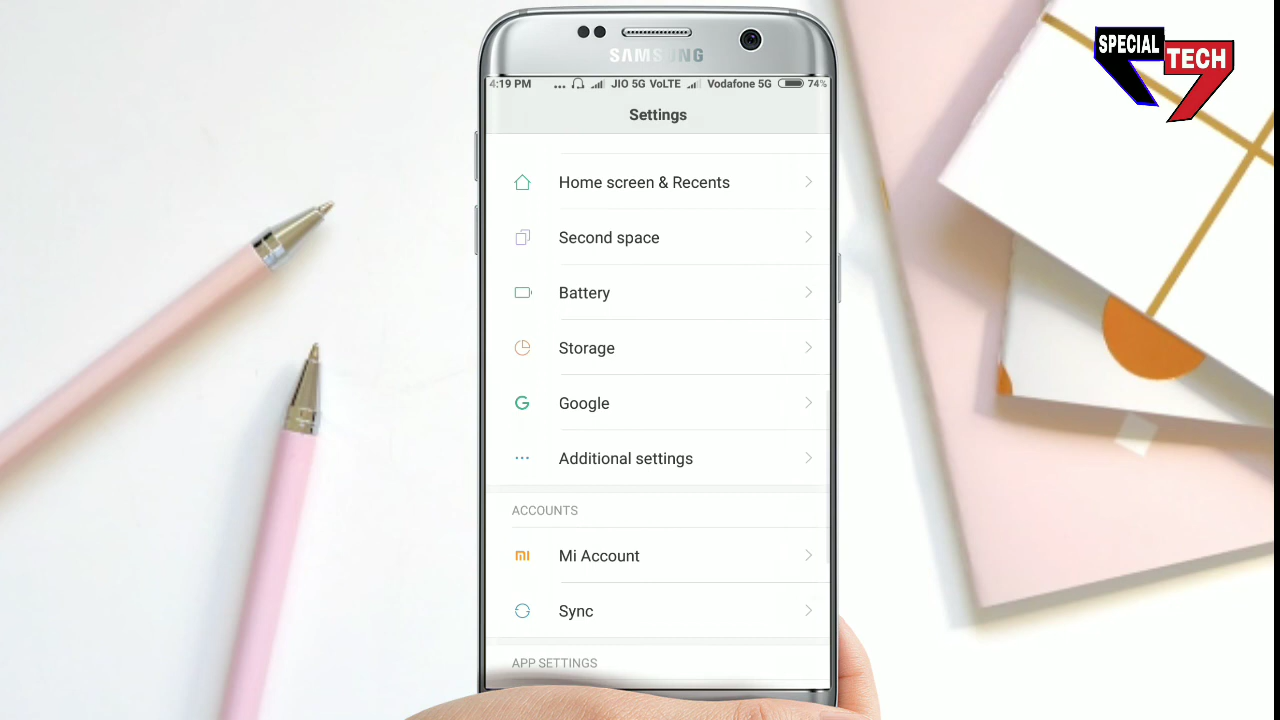 SPECIAL
TECH
SAMSUNG
4:19 PM ... JIO 5G VoLTE Vodafone 5G 74%
Settings
Home screen & Recents
Second space
Battery
Storage
Google
Additional settings
ACCOUNTS
mi Mi Account
Sync
APP SETTINGS